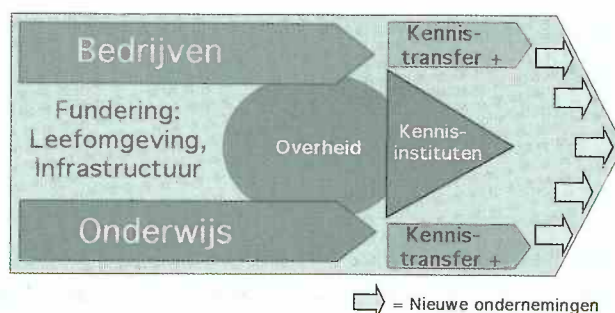 Bedrijven
Kennis-
transfer +
Fundering:
Leefomgeving,
Infrastructuur
Overheid
Kennis-
instituten
Onderwijs
Kennis-
transfer +
= Nieuwe ondernemingen